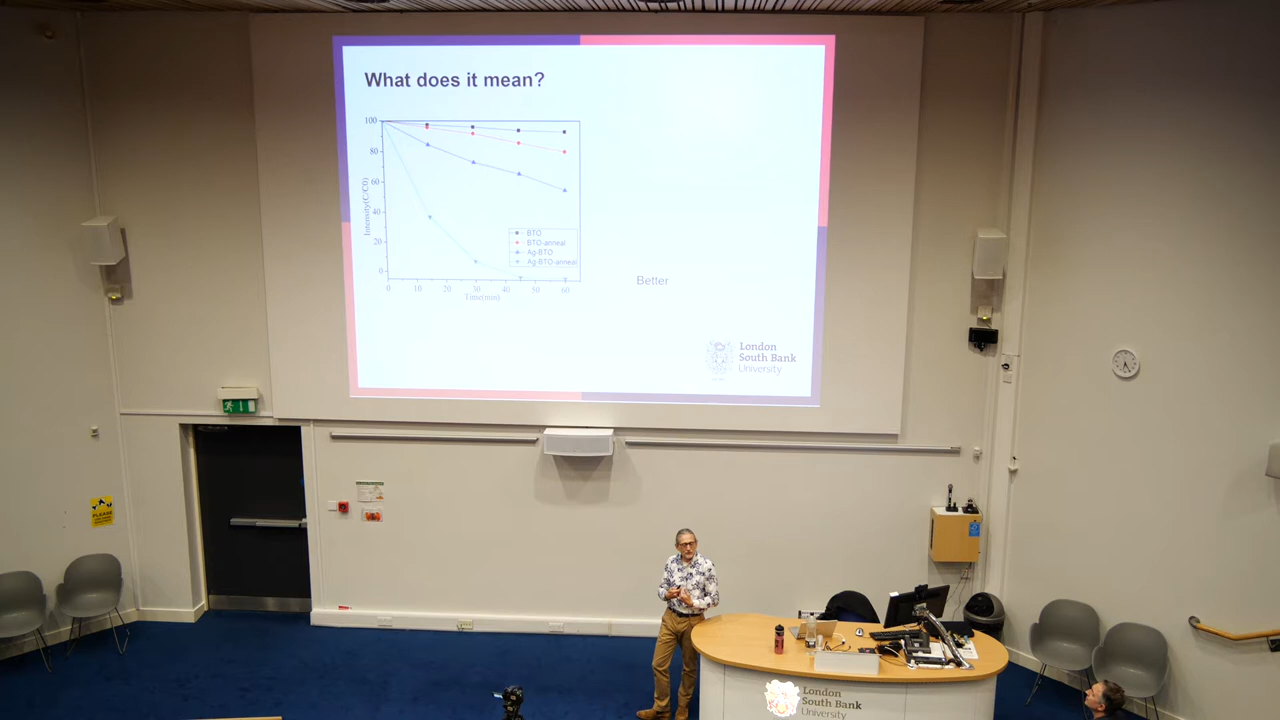 What does it mean?
100
80
60
40
20
0
Intensity(C/C0)
0 10 20 30 40 50 60
Time(min)
BTO
BTO-anneal
Ag-BTO
Ag-BTO-anneal
Better
London
South Bank
University
PLEASE
London
South Bank
University